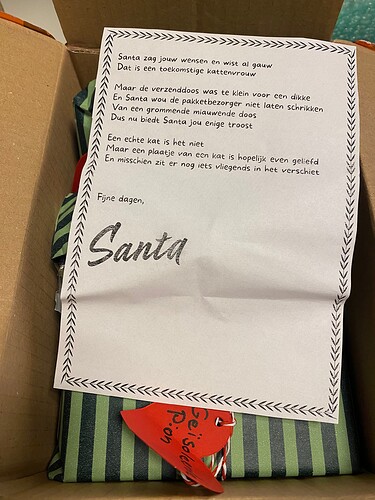 Santa zag jouw wensen en wist al gauw
Dat is een toekomstige kattenvrouw
Maar de verzenddoos was te klein voor een dikke
En Santa wou de pakketbezorger niet laten schrikken
Van een grommende miauwende doos
Dus nu biedt Santa jou enige troost
Een echte kat is het niet
Maar een plaatje van een kat is hopelijk even geliefd
En misschien zit er nog iets vliegends in het verschiet
Fijne dagen,
Santa